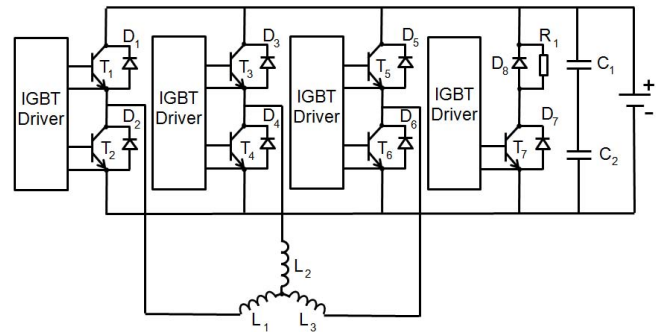 D1
D3
D5
R1
T1
T3
T5
D8
C1
+
-
IGBT
Driver
IGBT
Driver
IGBT
Driver
IGBT
Driver
D2
D4
D6
D7
T2
T4
T6
T7
C2
L2
L1
L3